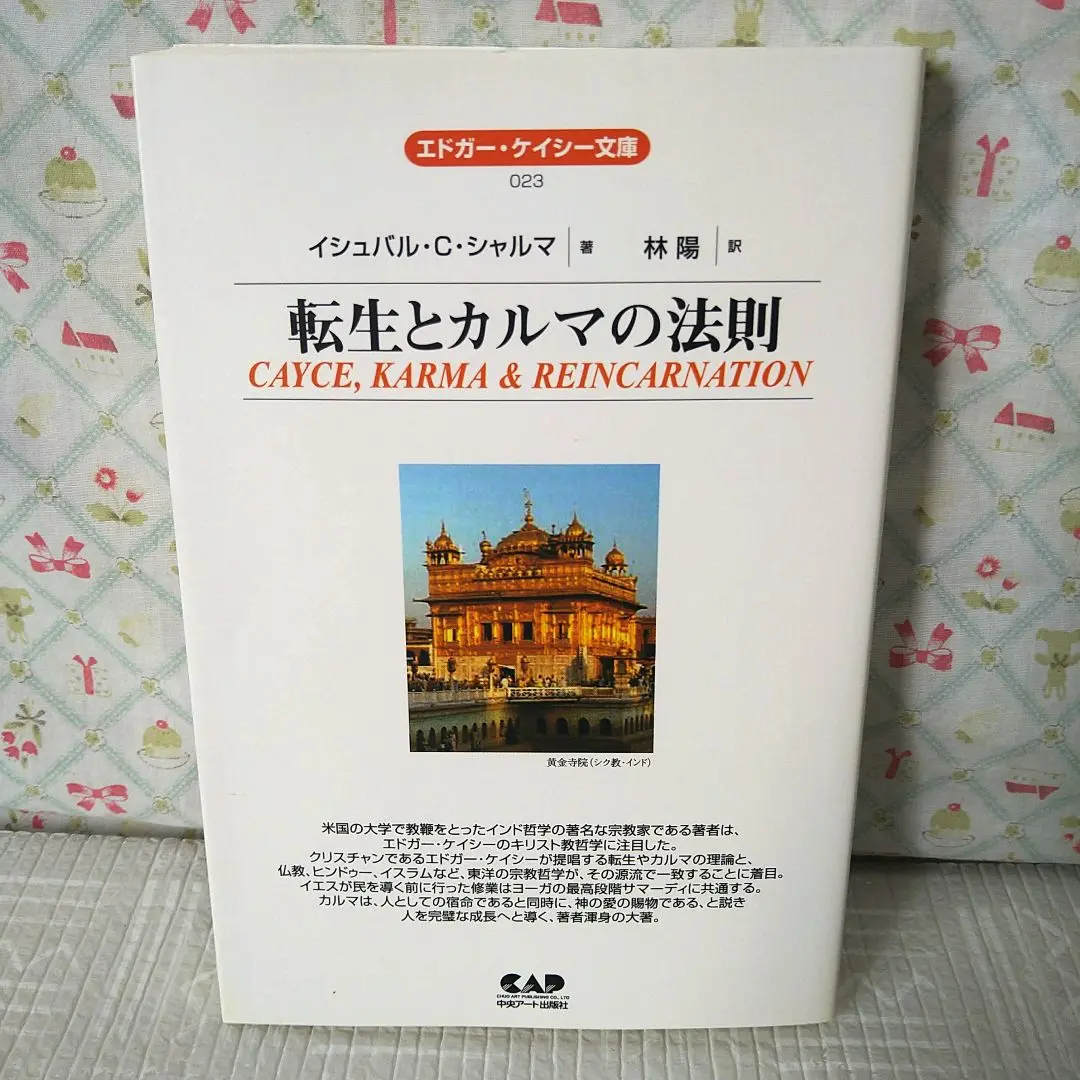 エドガー・ケイシー文庫
023
イシュバル・C・シャルマ 著 林 陽 訳
転生とカルマの法則
CAYCE, KARMA & REINCARNATION
黄金寺院(シク教・インド)
米国の大学で教鞭をとったインド哲学の著名な宗教家である著者は、
エドガー・ケイシーのキリスト教哲学に注目した。
クリスチャンであるエドガー・ケイシーが提唱する転生やカルマの理論と、
仏教、ヒンドゥー、イスラムなど、東洋の宗教哲学が、その源流で一致することに着目。
イエスが民を導く前に行った修業はヨーガの最高段階サマーディに共通する。
カルマは、人としての宿命であると同時に、神の愛の賜物である、と説き
人を完璧な成長へと導く、著者渾身の大著。
CAP
CHUO ART PUBLISHING CO., LTD
中央アート出版社